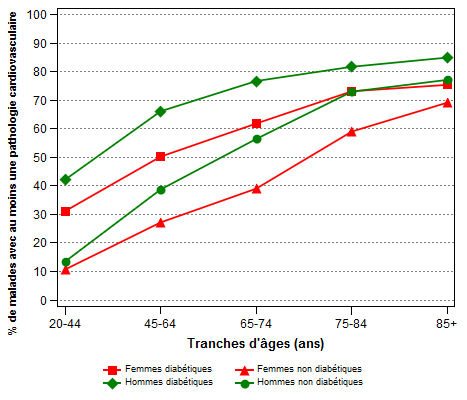 % de malades avec au moins une pathologie cardiovasculaire
100
90
80
70
60
50
40
30
20
10
0
20-44 45-64 65-74 75-84 85+
Tranches d'âges (ans)
Femmes diabétiques Femmes non diabétiques
Hommes diabétiques Hommes non diabétiques